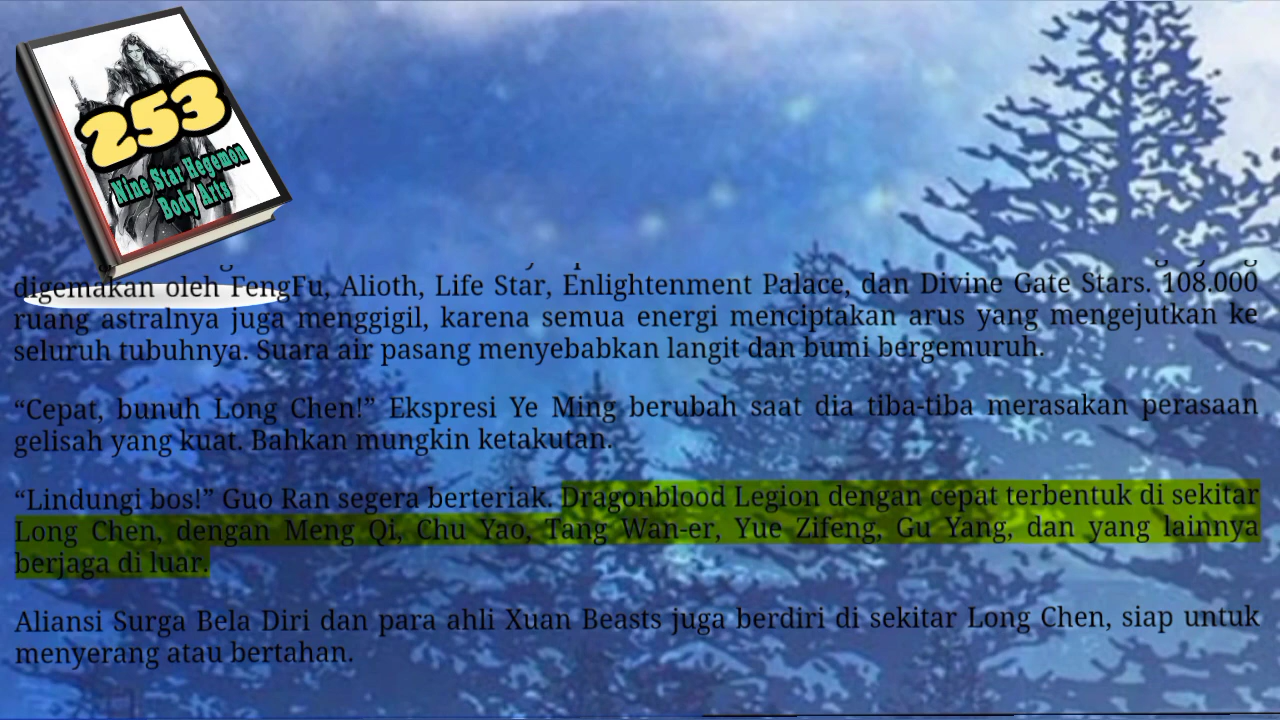 253
Nine Star Hegemon
Body Arts
digemakan oleh FengFu, Alioth, Life Star, Enlightenment Palace, dan Divine Gate Stars. 108.000
ruang astralnya juga menggigil, karena semua energi menciptakan arus yang mengejutkan ke
seluruh tubuhnya. Suara air pasang menyebabkan langit dan bumi bergemuruh.
“Cepat, bunuh Long Chen!” Ekspresi Ye Ming berubah saat dia tiba-tiba merasakan perasaan
gelisah yang kuat. Bahkan mungkin ketakutan.
“Lindungi bos!” Guo Ran segera berteriak. Dragonblood Legion dengan cepat terbentuk di sekitar
Long Chen, dengan Meng Qi, Chu Yao, Tang Wan-er, Yue Zifeng, Gu Yang, dan yang lainnya
berjaga di luar.
Aliansi Surga Bela Diri dan para ahli Xuan Beasts juga berdiri di sekitar Long Chen, siap untuk
menyerang atau bertahan.